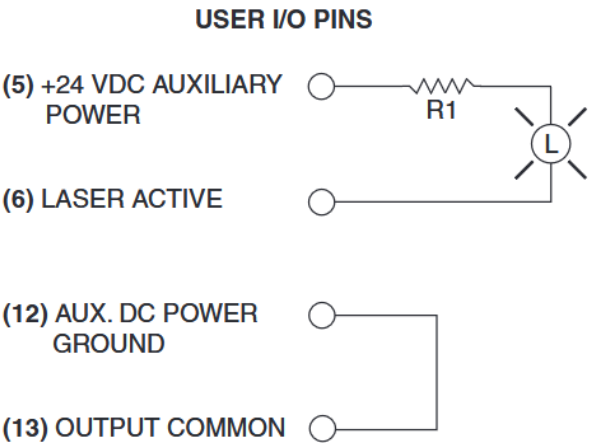 USER I/O PINS
(5) +24 VDC AUXILIARY
POWER
R1
L
(6) LASER ACTIVE
(12) AUX. DC POWER
GROUND
(13) OUTPUT COMMON